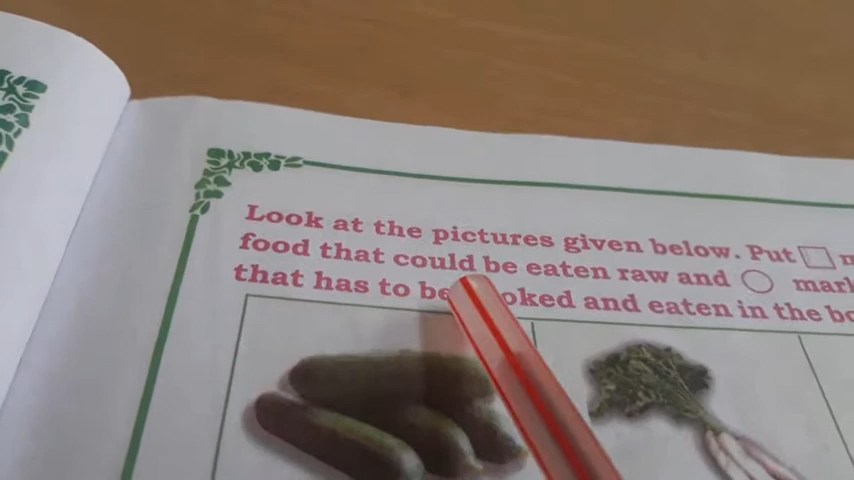 Look at the pictures given below. Put □
food that could be eaten raw and ○
that has to be cooked and eaten in the